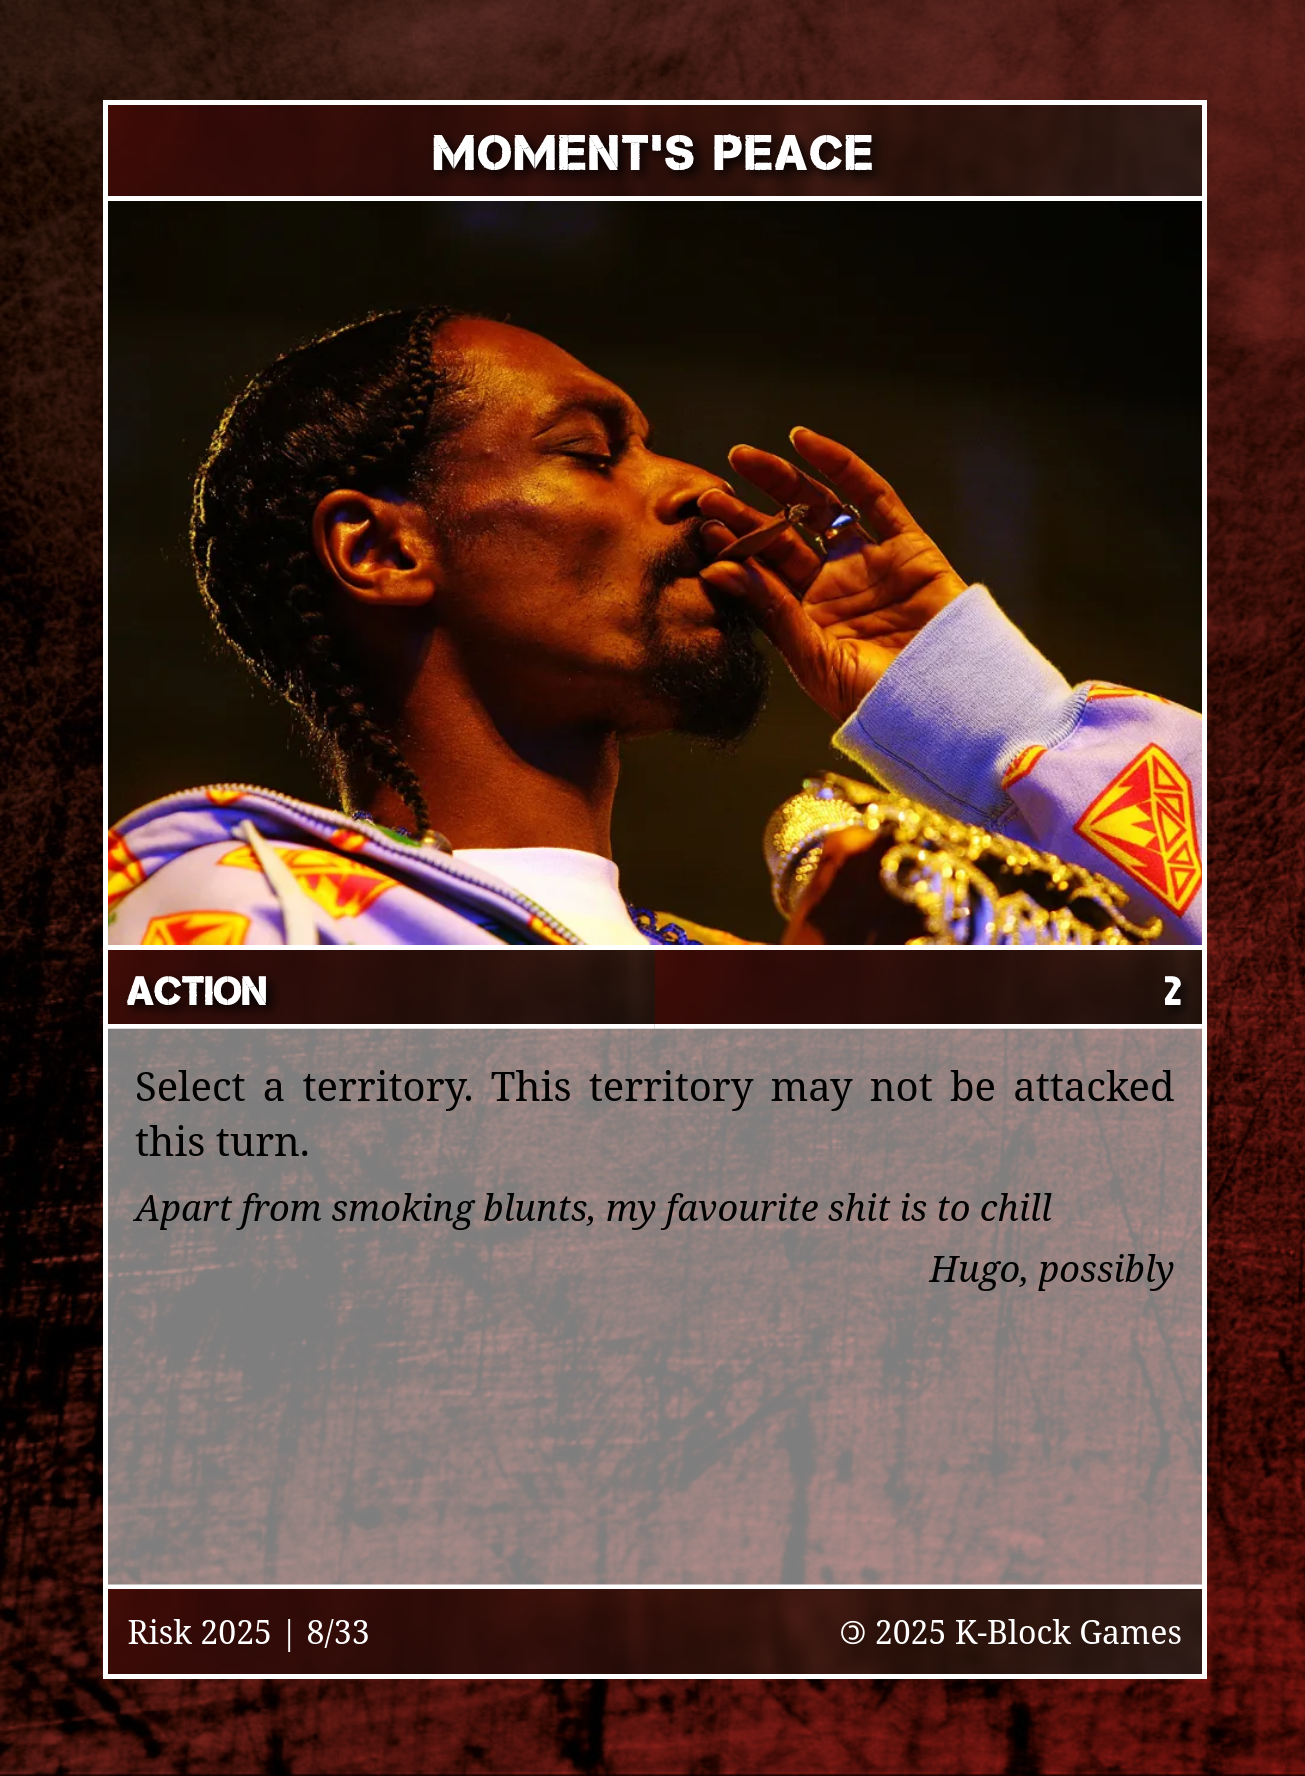 MOMENT'S PEACE
ACTION
2
Select a territory. This territory may not be attacked
this turn.
Apart from smoking blunts, my favourite shit is to chill
Hugo, possibly
Risk 2025 | 8/33
🄯 2025 K-Block Games